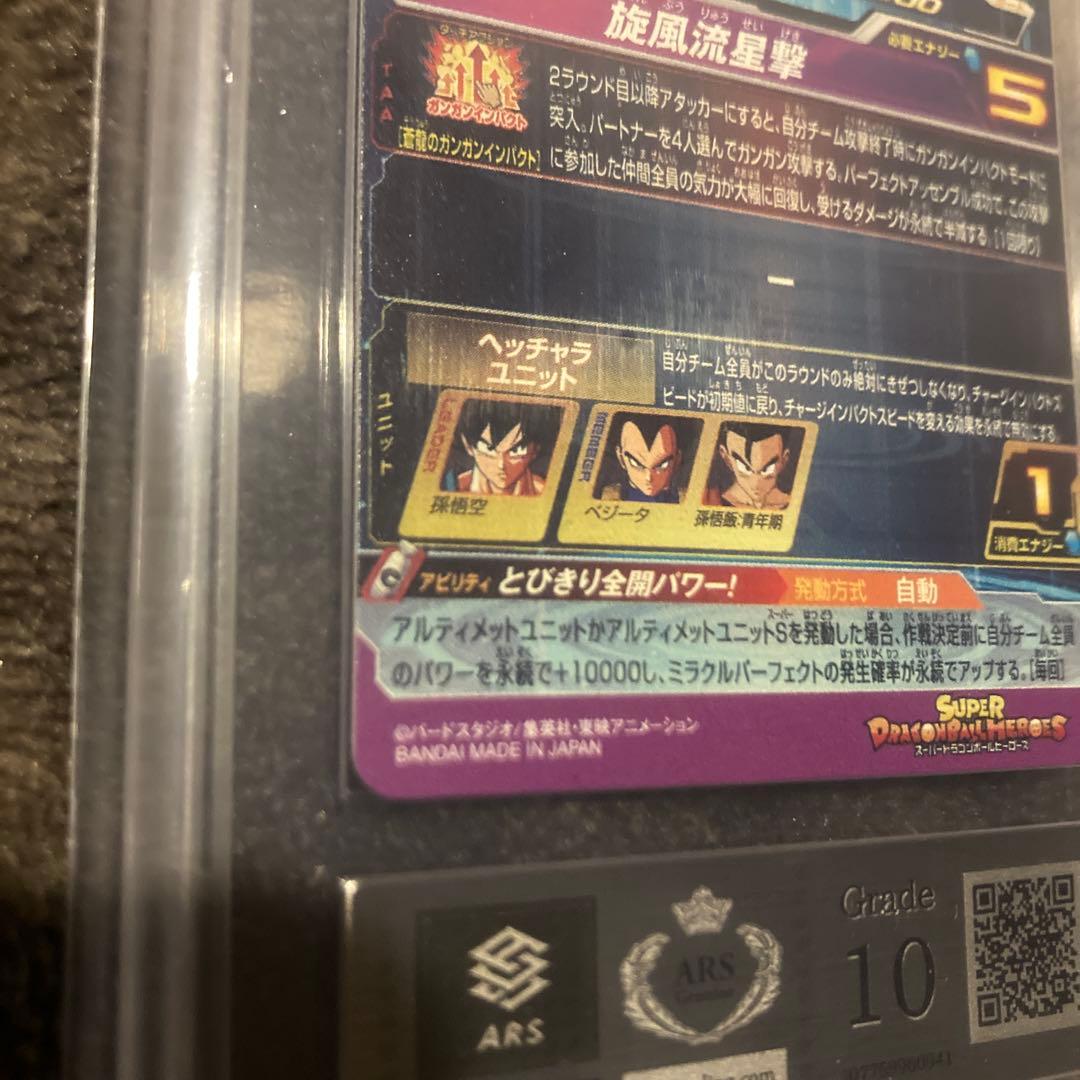 旋風流星撃
必要エナジー
5
TAA
タッチアクション
ガンガンインパクト
[蒼龍のガンガンインパクト]
2ラウンド目以降アタッカーにすると、自分チーム攻撃終了時にガンガンインパクトモードに
突入。パートナーを4人選んでガンガン攻撃する。パーフェクトアッセンブル成功で、この攻撃
に参加した仲間全員の気力が大幅に回復し、受けるダメージが永続で半減する。[1回限り]
ー
ユニット
ヘッチャラ
ユニット
自分チーム全員がこのラウンドのみ絶対にきぜつしなくなり、チャージインパクトス
ピードが初期値に戻り、チャージインパクトスピードを変える効果を永続で無効にする
LEADER
孫悟空
MEMBER
ベジータ
孫悟飯:青年期
1
消費エナジー
アビリティ とびきり全開パワー! 発動方式 自動
アルティメットユニットかアルティメットユニットSを発動した場合、作戦決定前に自分チーム全員
のパワーを永続で+10000し、ミラクルパーフェクトの発生確率が永続でアップする。[毎回]
©バードスタジオ/集英社・東映アニメーション
BANDAI MADE IN JAPAN
SUPER
DRAGONBALL HEROES
スーパードラゴンボールヒーローズ
ARS
ARS
Genuine
Grade
10